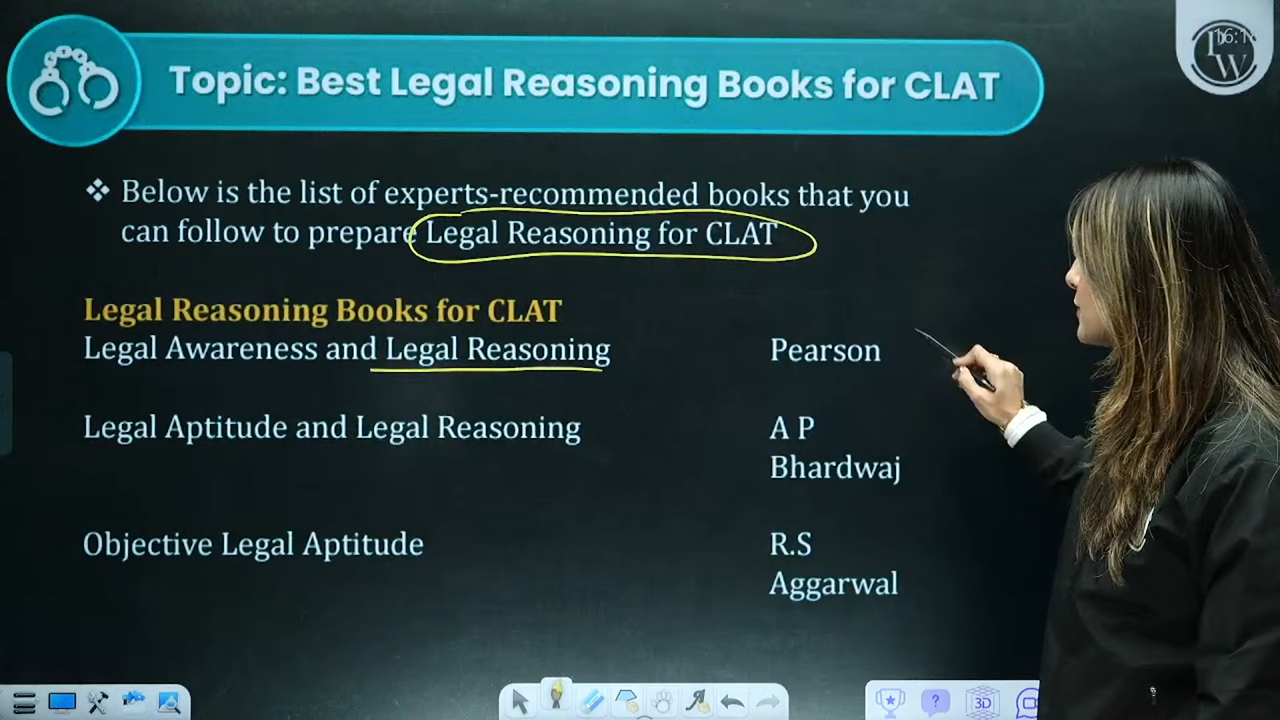 Topic: Best Legal Reasoning Books for CLAT
Below is the list of experts-recommended books that you
can follow to prepare Legal Reasoning for CLAT
Legal Reasoning Books for CLAT
Legal Awareness and Legal Reasoning Pearson
Legal Aptitude and Legal Reasoning A P
Bhardwaj
Objective Legal Aptitude R.S
Aggarwal
3D